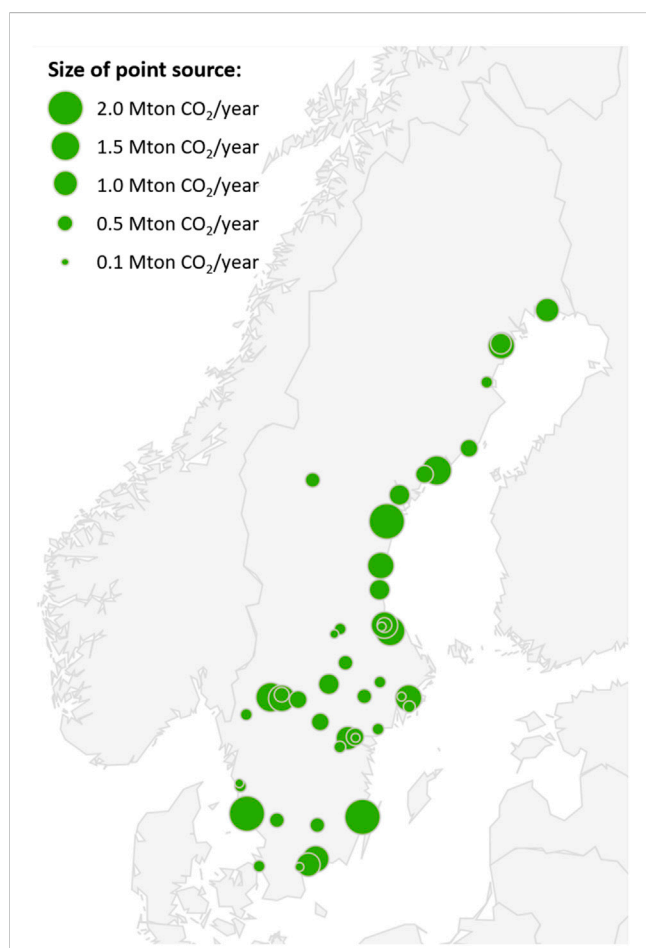 Size of point source:
2.0 Mton CO₂/year
1.5 Mton CO₂/year
1.0 Mton CO₂/year
0.5 Mton CO₂/year
0.1 Mton CO₂/year